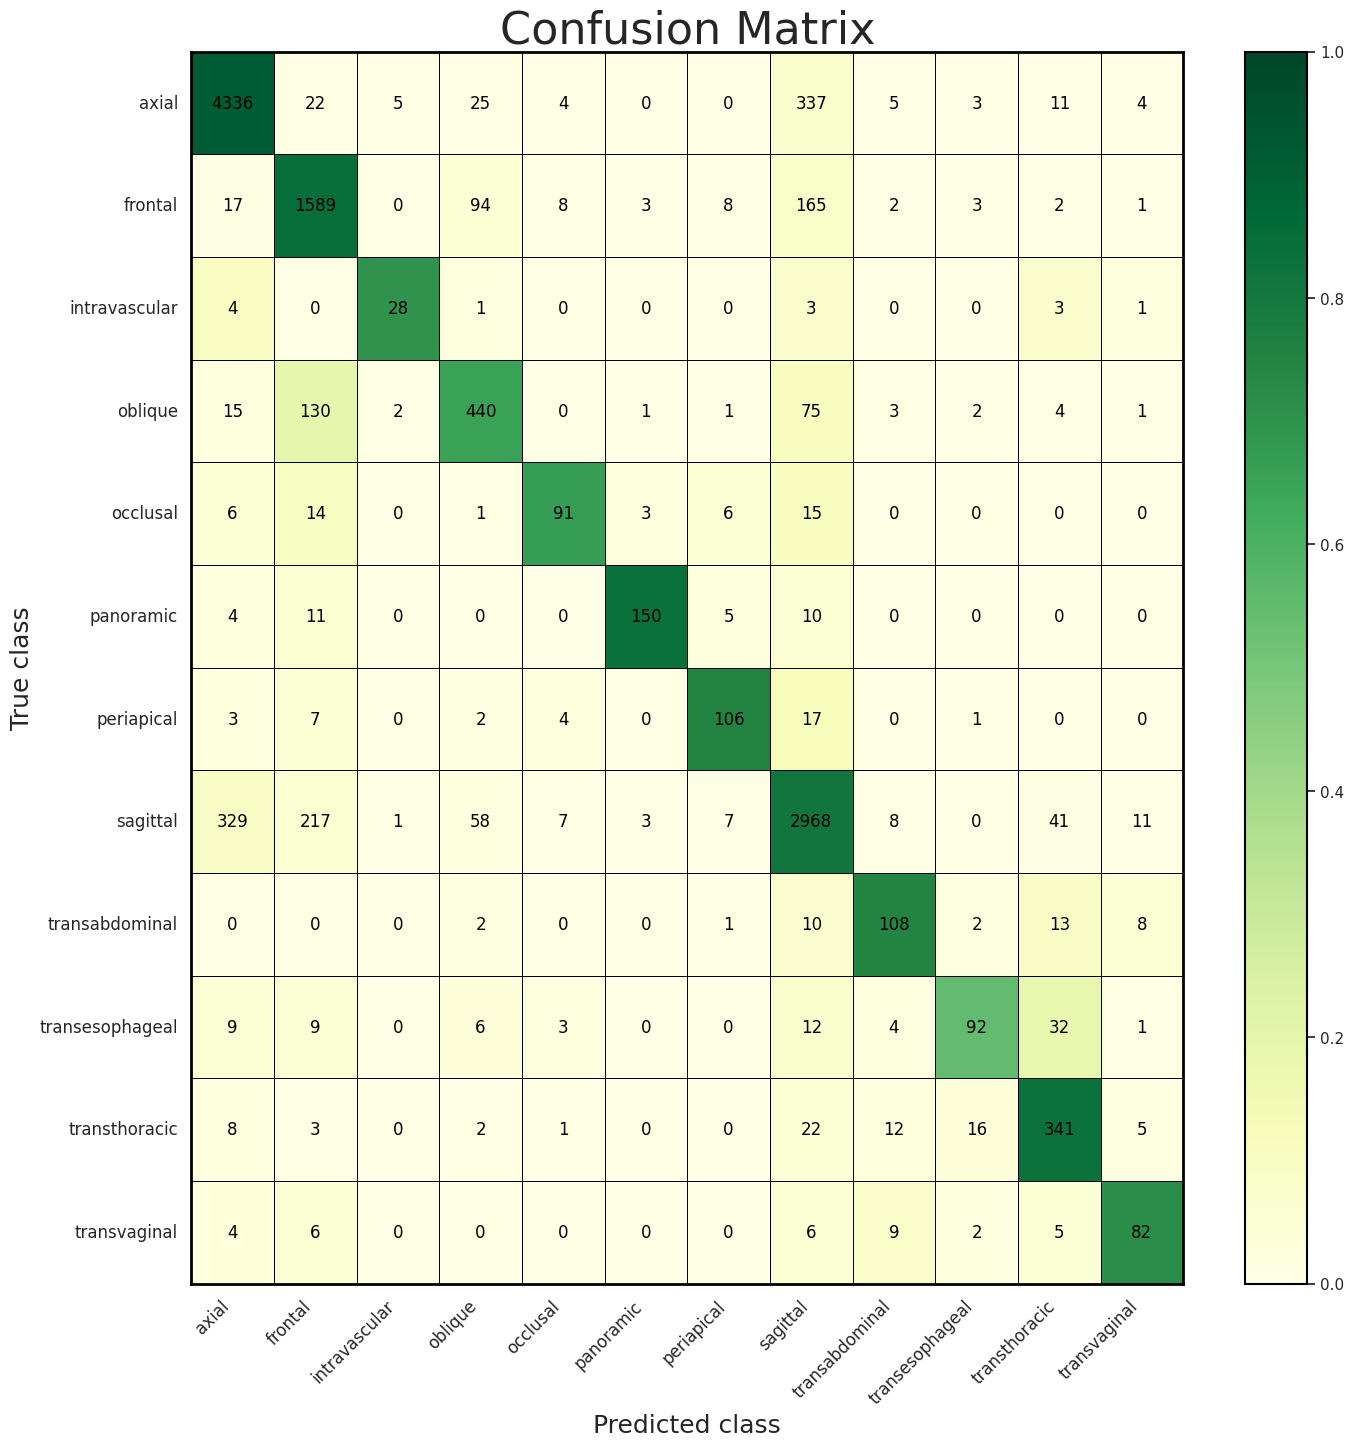 Confusion Matrix
axial 4336 22 5 25 4 0 0 337 5 3 11 4
frontal 17 1589 0 94 8 3 8 165 2 3 2 1
intravascular 4 0 28 1 0 0 0 3 0 0 3 1
oblique 15 130 2 440 0 1 1 75 3 2 4 1
occlusal 6 14 0 1 91 3 6 15 0 0 0 0
panoramic 4 11 0 0 0 150 5 10 0 0 0 0
periapical 3 7 0 2 4 0 106 17 0 1 0 0
sagittal 329 217 1 58 7 3 7 2968 8 0 41 11
transabdominal 0 0 0 2 0 0 1 10 108 2 13 8
transesophageal 9 9 0 6 3 0 0 12 4 92 32 1
transthoracic 8 3 0 2 1 0 0 22 12 16 341 5
transvaginal 4 6 0 0 0 0 0 6 9 2 5 82
axial frontal intravascular oblique occlusal panoramic periapical sagittal transabdominal transesophageal transthoracic transvaginal
Predicted class
True class
1.0
0.8
0.6
0.4
0.2
0.0